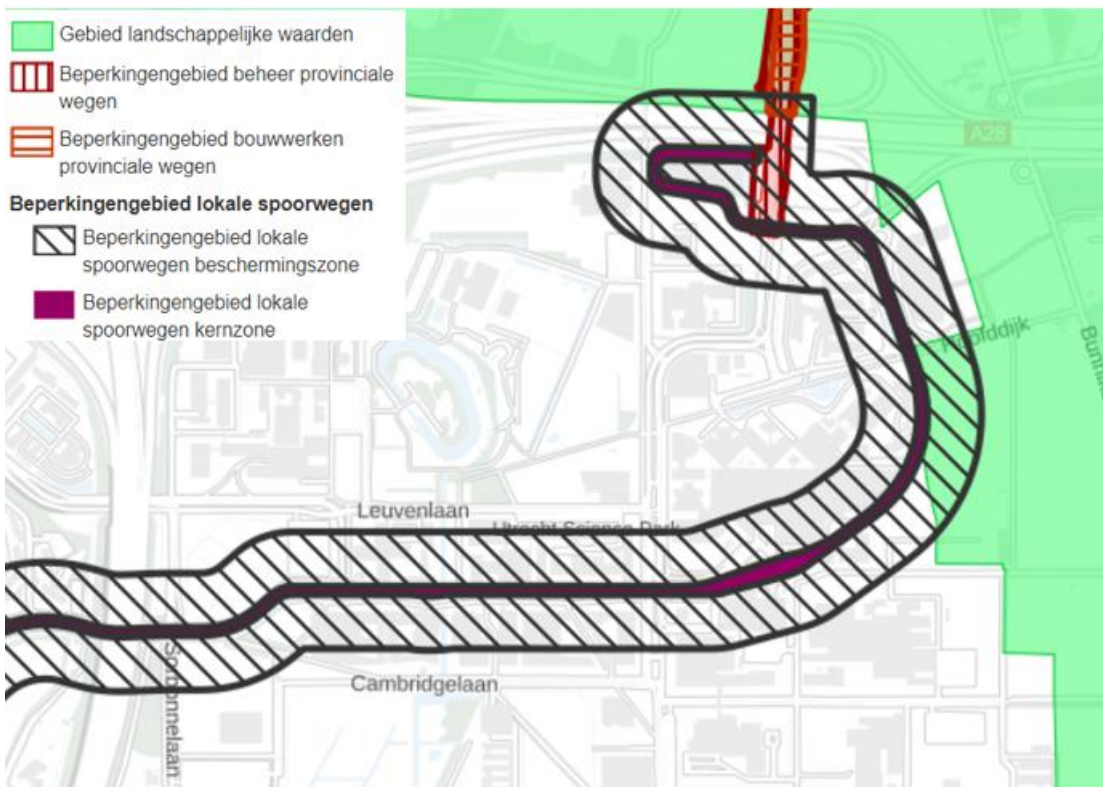 Gebied landschappelijke waarden
Beperkingengebied beheer provinciale
wegen
Beperkingengebied bouwwerken
provinciale wegen
Beperkingengebied lokale spoorwegen
Beperkingengebied lokale
spoorwegen beschermingszone
Beperkingengebied lokale
spoorwegen kernzone
A28
Hoofddijk
Leuvenlaan
Utrecht Science Park
Cambridgelaan
Sorbonnelaan